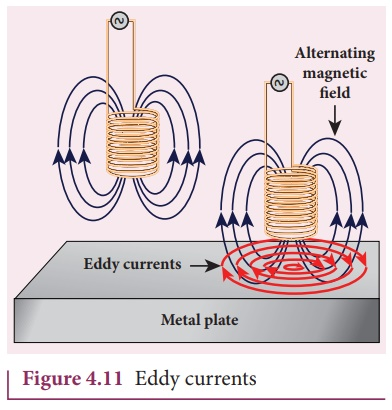 Alternating
magnetic
field
Eddy currents
Metal plate
Figure 4.11 Eddy currents